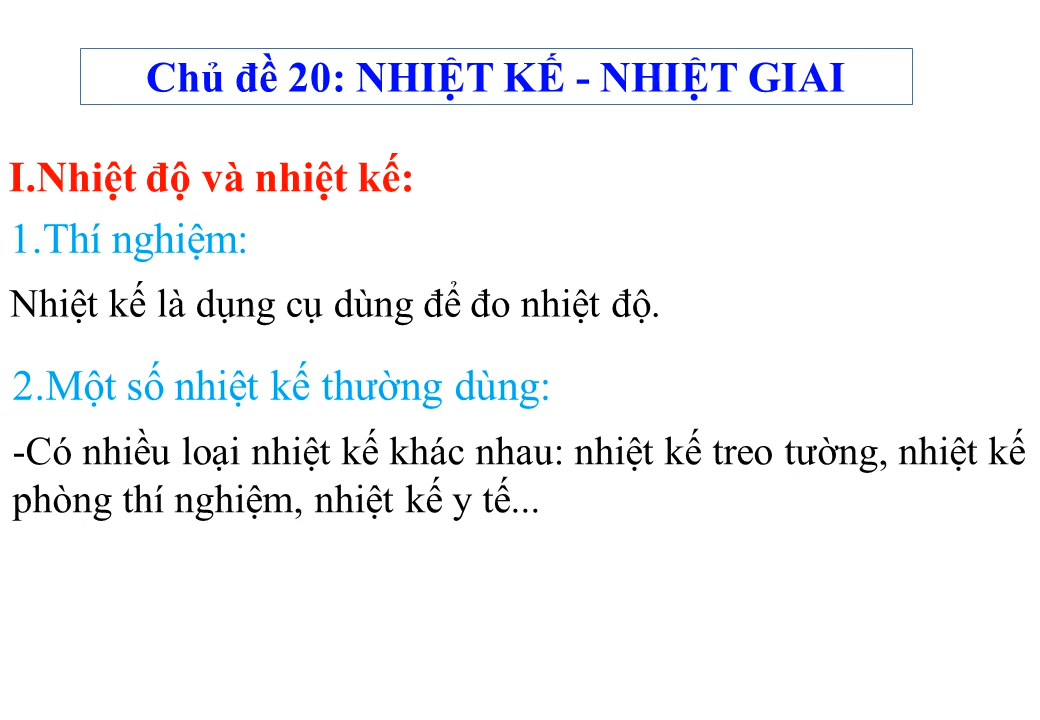 Chủ đề 20: NHIỆT KẾ - NHIỆT GIAI
I.Nhiệt độ và nhiệt kế:
1.Thí nghiệm:
Nhiệt kế là dụng cụ dùng để đo nhiệt độ.
2.Một số nhiệt kế thường dùng:
-Có nhiều loại nhiệt kế khác nhau: nhiệt kế treo tường, nhiệt kế
phòng thí nghiệm, nhiệt kế y tế...